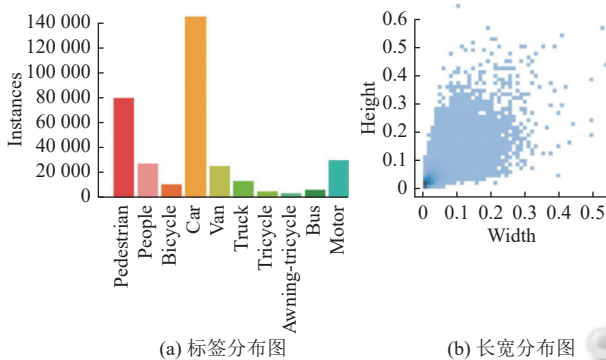 140 000
120 000
100 000
80 000
60 000
40 000
20 000
0
Instances
Pedestrian
People
Bicycle
Car
Van
Truck
Tricycle
Awning-tricycle
Bus
Motor
(a) 标签分布图
0.6
0.5
0.4
0.3
0.2
0.1
0
Height
0 0.1 0.2 0.3 0.4 0.5
Width
(b) 长宽分布图